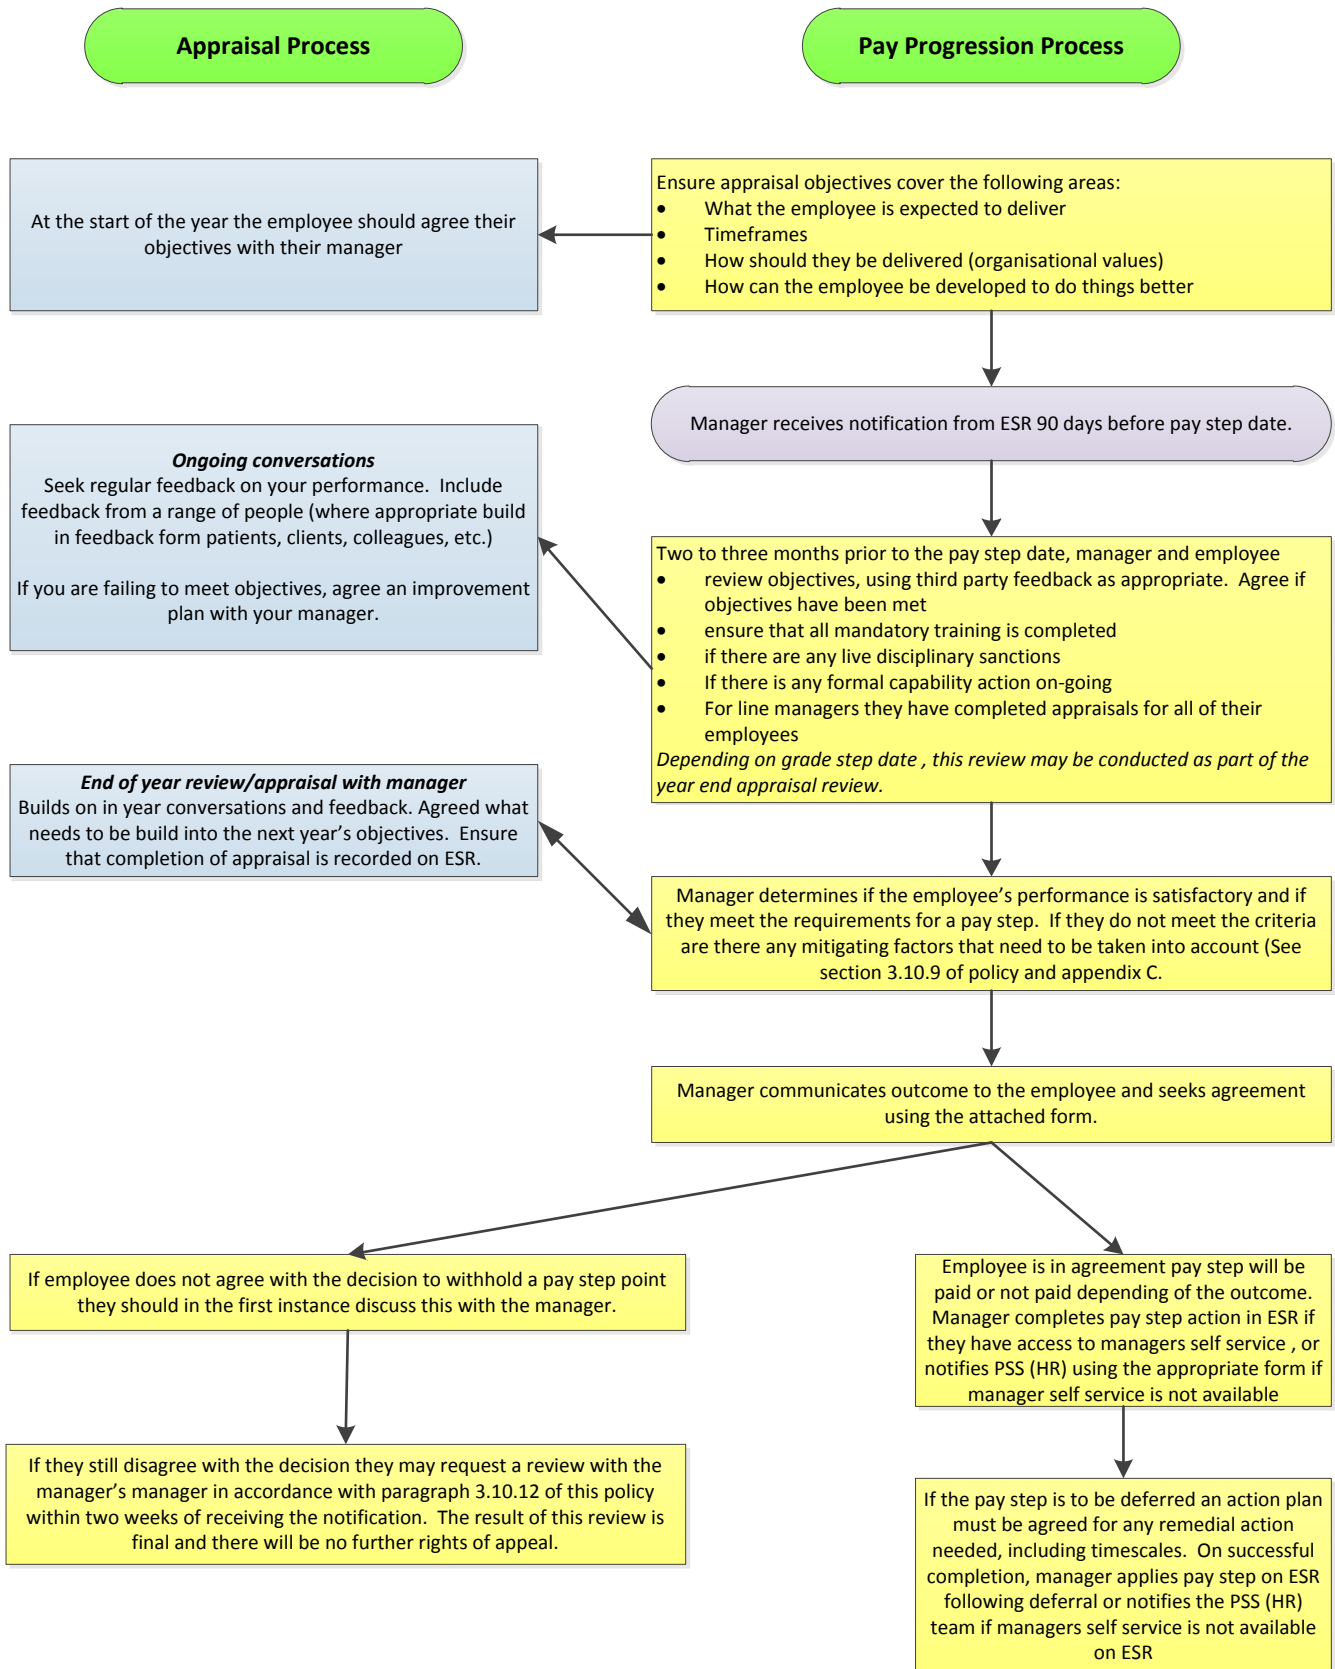 Appraisal Process
Pay Progression Process
At the start of the year the employee should agree their
objectives with their manager
Ensure appraisal objectives cover the following areas:
• What the employee is expected to deliver
• Timeframes
• How should they be delivered (organisational values)
• How can the employee be developed to do things better
Manager receives notification from ESR 90 days before pay step date.
Ongoing conversations
Seek regular feedback on your performance.  Include
feedback from a range of people (where appropriate build
in feedback form patients, clients, colleagues, etc.)
If you are failing to meet objectives, agree an improvement
plan with your manager.
Two to three months prior to the pay step date, manager and employee
• review objectives, using third party feedback as appropriate.  Agree if
objectives have been met
• ensure that all mandatory training is completed
• if there are any live disciplinary sanctions
• If there is any formal capability action on-going
• For line managers they have completed appraisals for all of their
employees
Depending on grade step date , this review may be conducted as part of the
year end appraisal review.
End of year review/appraisal with manager
Builds on in year conversations and feedback. Agreed what
needs to be build into the next year’s objectives.  Ensure
that completion of appraisal is recorded on ESR.
Manager determines if the employee’s performance is satisfactory and if
they meet the requirements for a pay step.  If they do not meet the criteria
are there any mitigating factors that need to be taken into account (See
section 3.10.9 of policy and appendix C.
Manager communicates outcome to the employee and seeks agreement
using the attached form.
If employee does not agree with the decision to withhold a pay step point
they should in the first instance discuss this with the manager.
Employee is in agreement pay step will be
paid or not paid depending of the outcome.
Manager completes pay step action in ESR if
they have access to managers self service , or
notifies PSS (HR) using the appropriate form if
manager self service is not available
If they still disagree with the decision they may request a review with the
manager’s manager in accordance with paragraph 3.10.12 of this policy
within two weeks of receiving the notification.  The result of this review is
final and there will be no further rights of appeal.
If the pay step is to be deferred an action plan
must be agreed for any remedial action
needed, including timescales.  On successful
completion, manager applies pay step on ESR
following deferral or notifies the PSS (HR)
team if managers self service is not available
on ESR